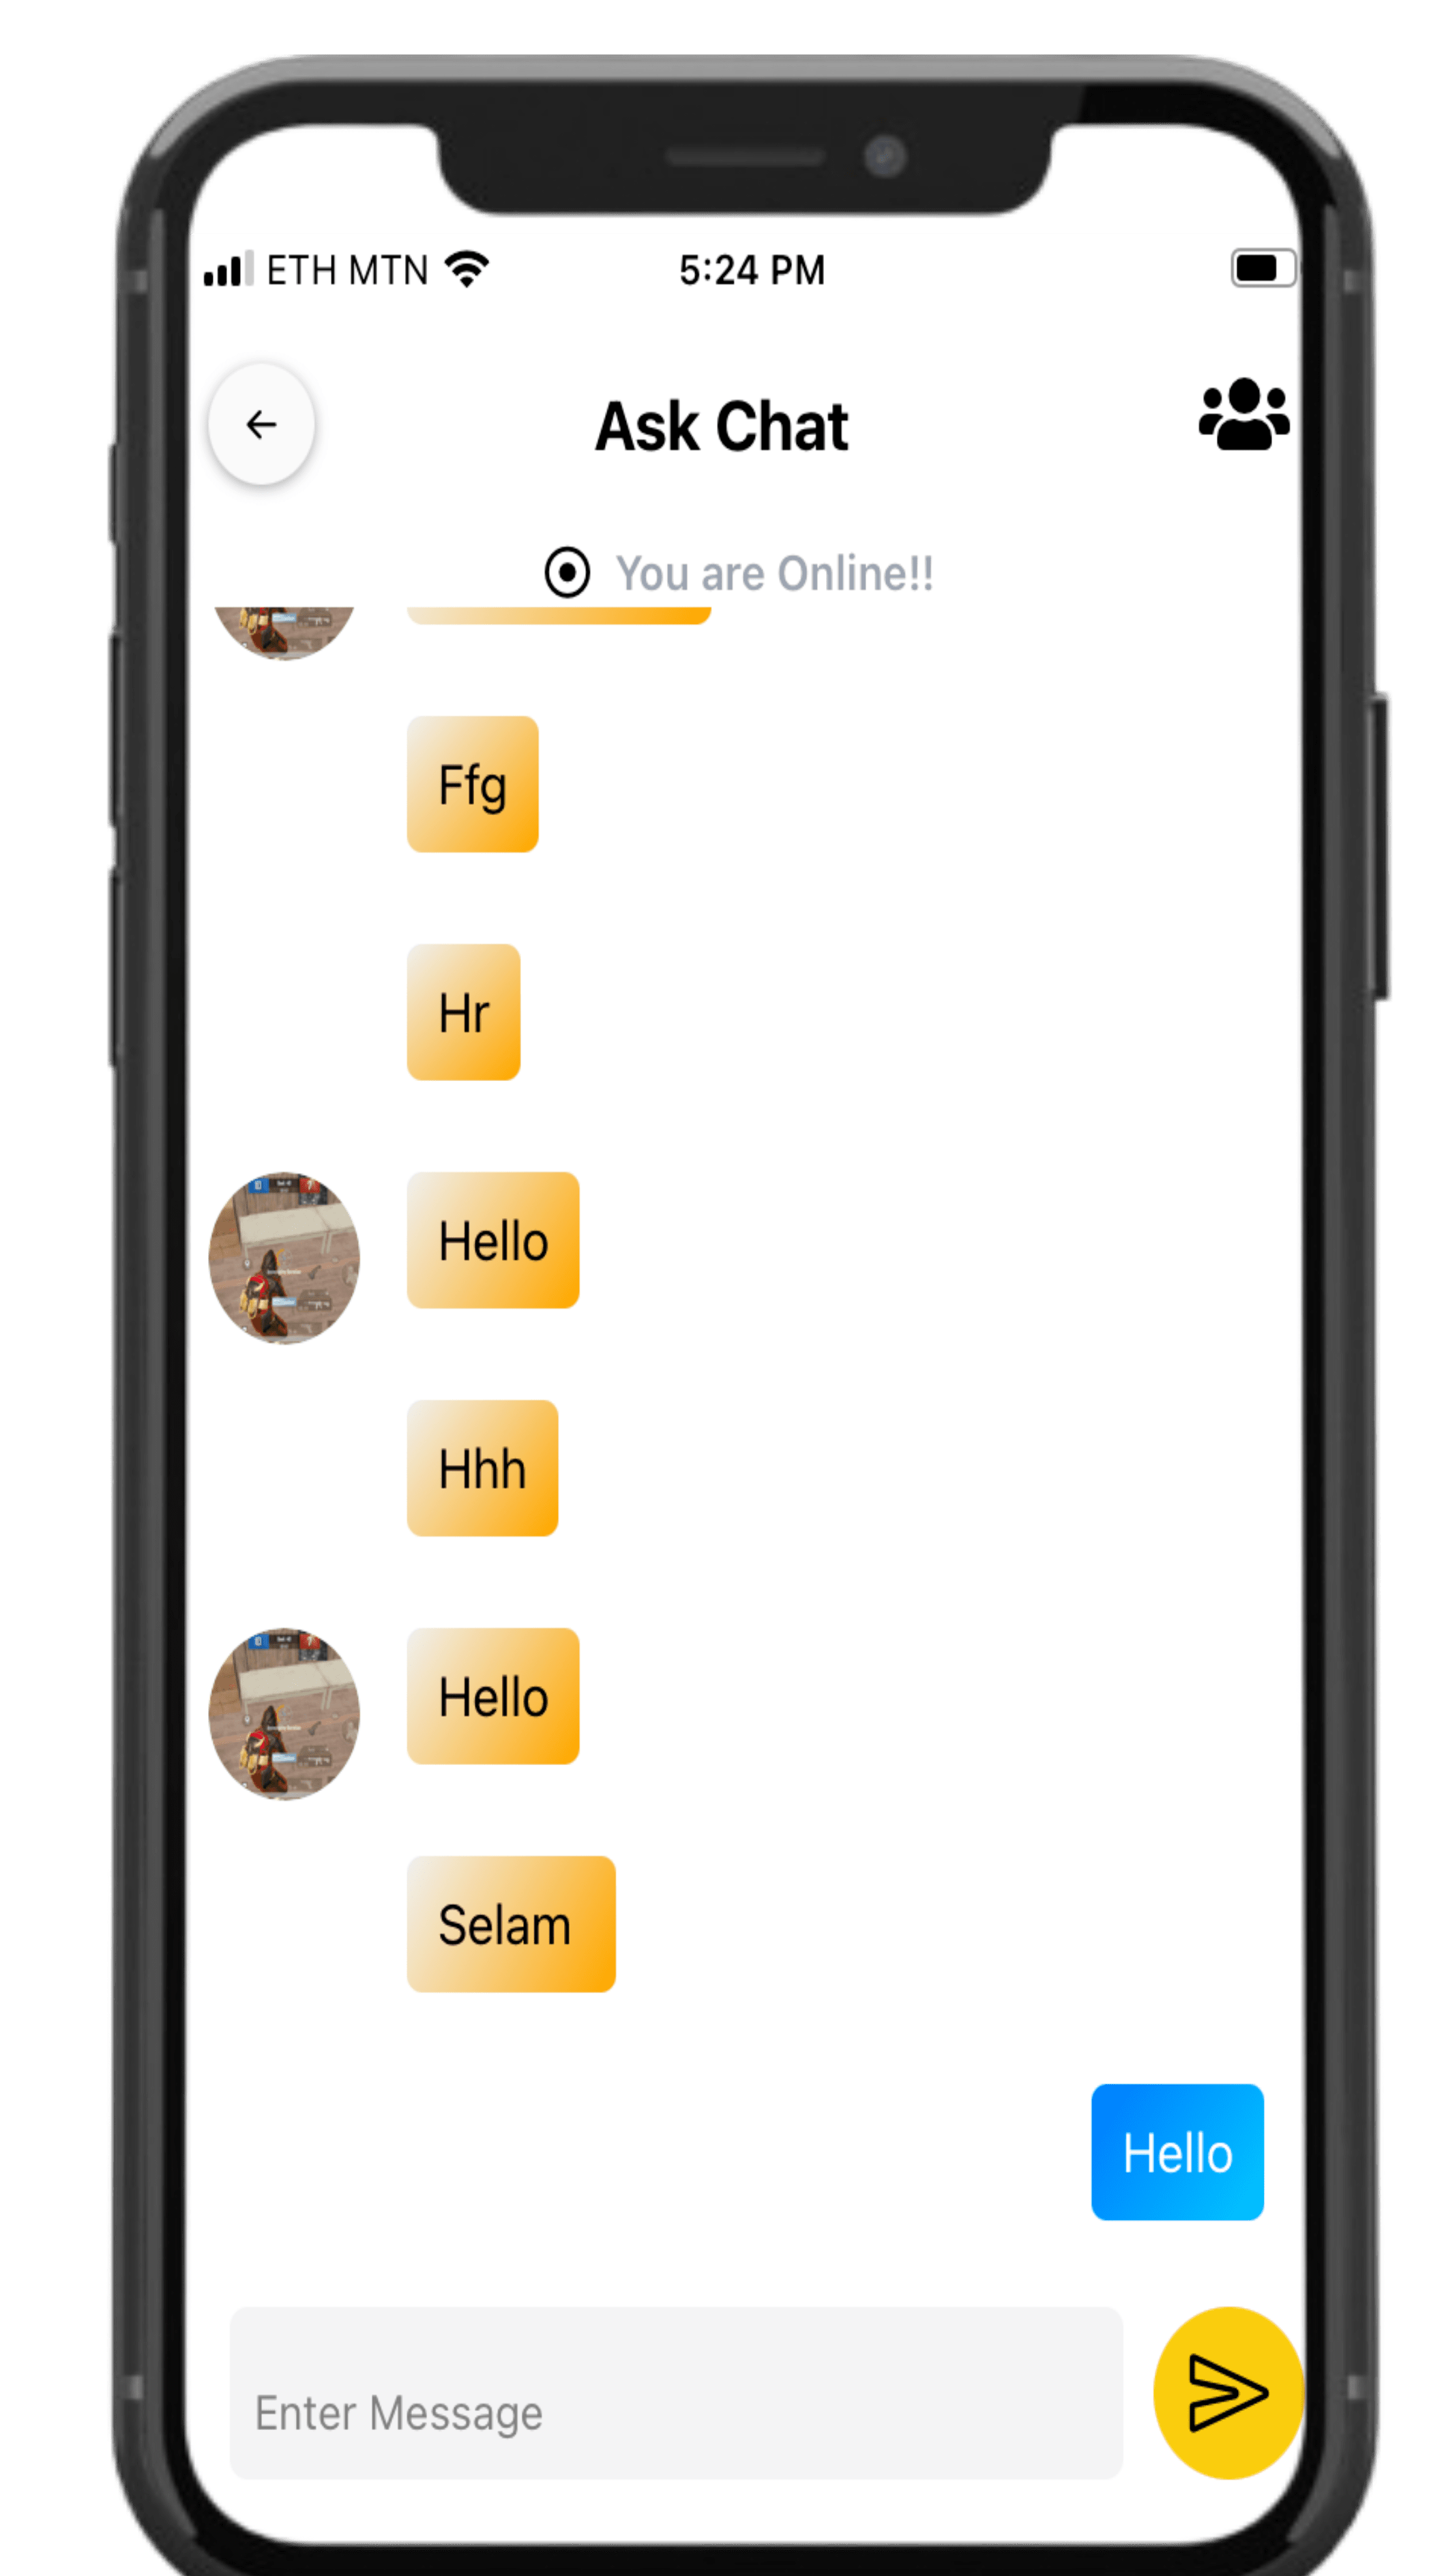 ETH MTN 5:24 PM
Ask Chat
You are Online!!
Ffg
Hr
Hello
Hhh
Hello
Selam
Hello
Enter Message